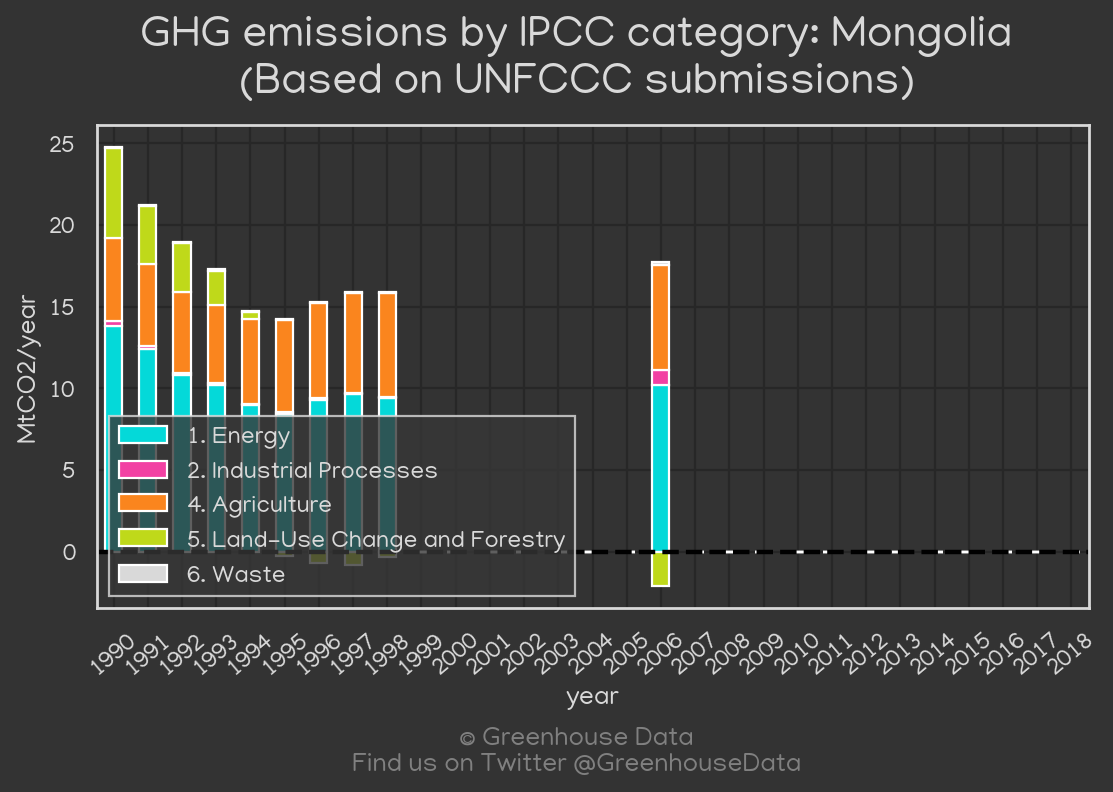 GHG emissions by IPCC category: Mongolia
(Based on UNFCCC submissions)
MtCO2/year
25
20
15
10
5
0
1. Energy
2. Industrial Processes
4. Agriculture
5. Land-Use Change and Forestry
6. Waste
1990 1991 1992 1993 1994 1995 1996 1997 1998 1999 2000 2001 2002 2003 2004 2005 2006 2007 2008 2009 2010 2011 2012 2013 2014 2015 2016 2017 2018
year
© Greenhouse Data
Find us on Twitter @GreenhouseData